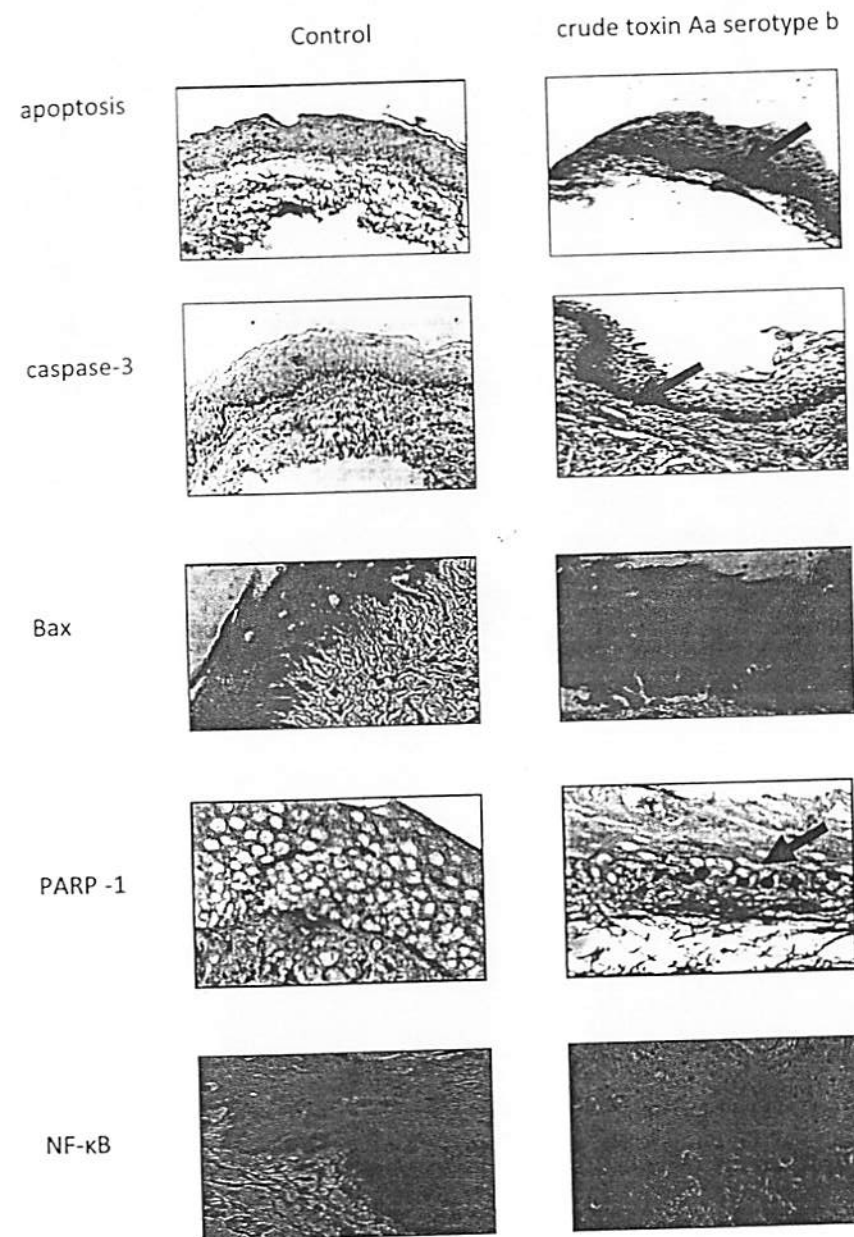 Control
crude toxin Aa serotype b
apoptosis
caspase-3
Bax
PARP -1
NF-κB